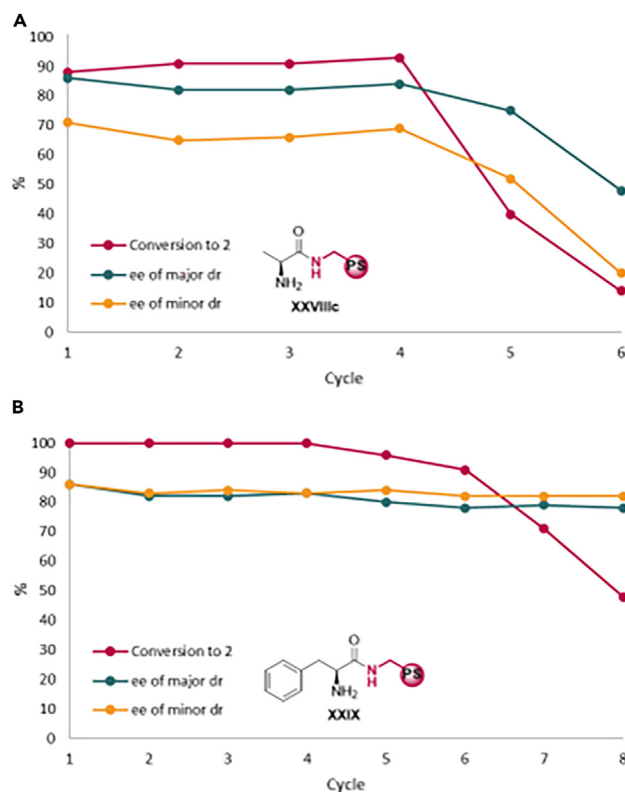 A
100
90
80
70
60
50
40
30
20
10
0
%
Conversion to 2
ee of major dr
ee of minor dr
O
N
H
NH2
PS
XXVIIIc
1 2 3 4 5 6
Cycle
B
100
90
80
70
60
50
40
30
20
10
0
%
Conversion to 2
ee of major dr
ee of minor dr
O
N
H
NH2
PS
XXIX
1 2 3 4 5 6 7 8
Cycle